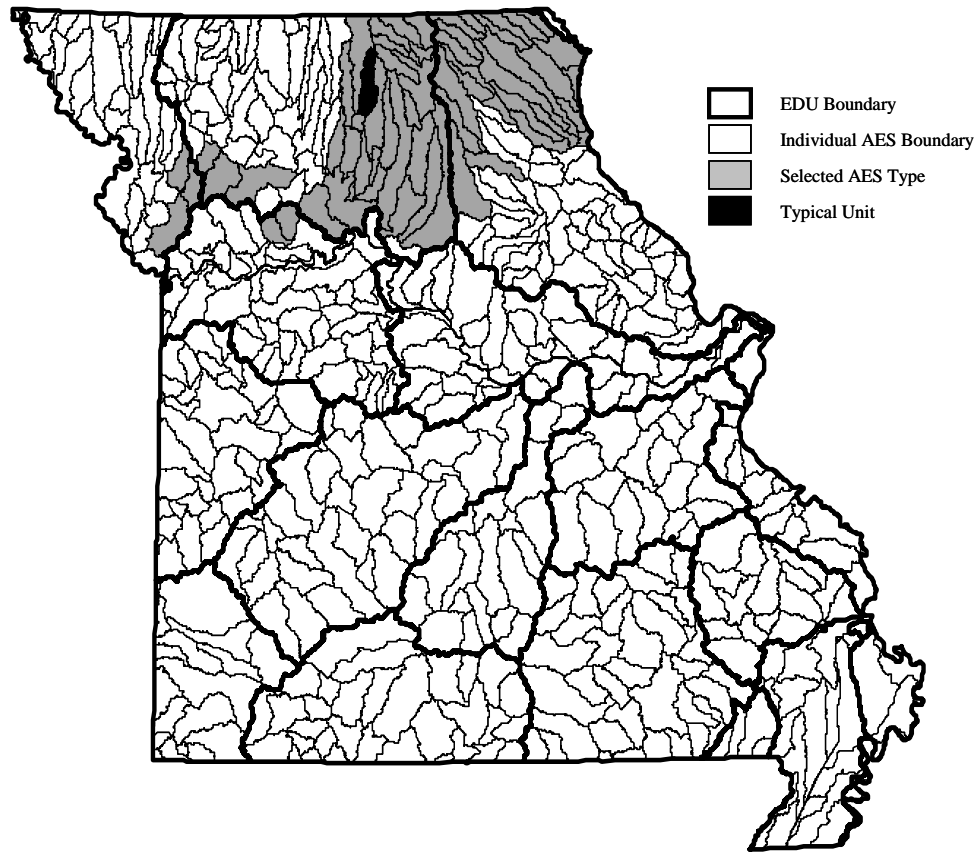 EDU Boundary
Individual AES Boundary
Selected AES Type
Typical Unit